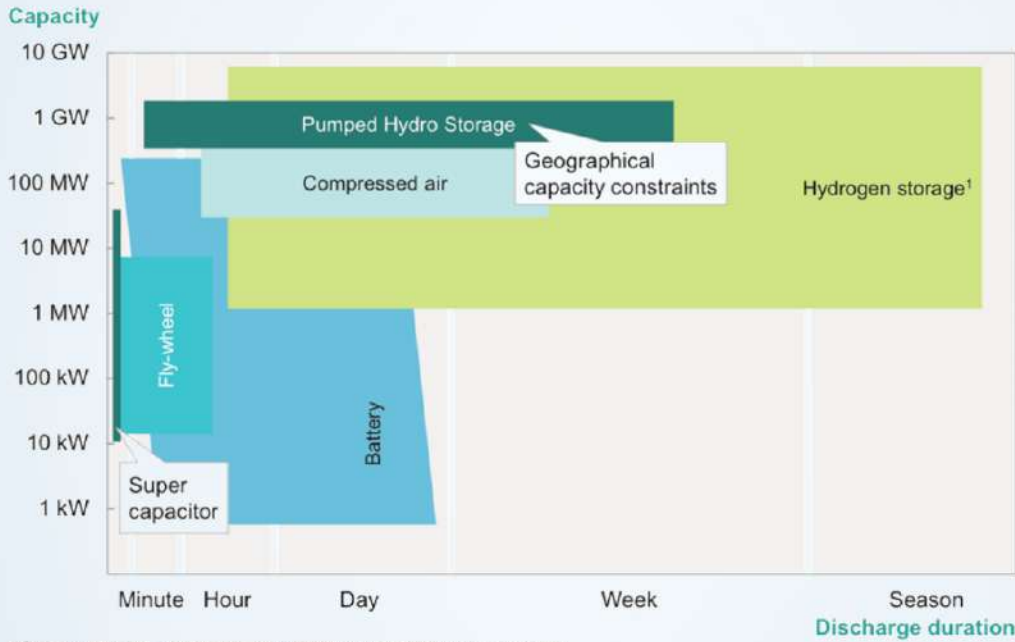 Capacity
10 GW
1 GW
100 MW
10 MW
1 MW
100 kW
10 kW
1 kW
Pumped Hydro Storage
Geographical
capacity constraints
Compressed air
Hydrogen storage¹
Fly-wheel
Battery
Super
capacitor
Minute Hour Day Week Season
Discharge duration